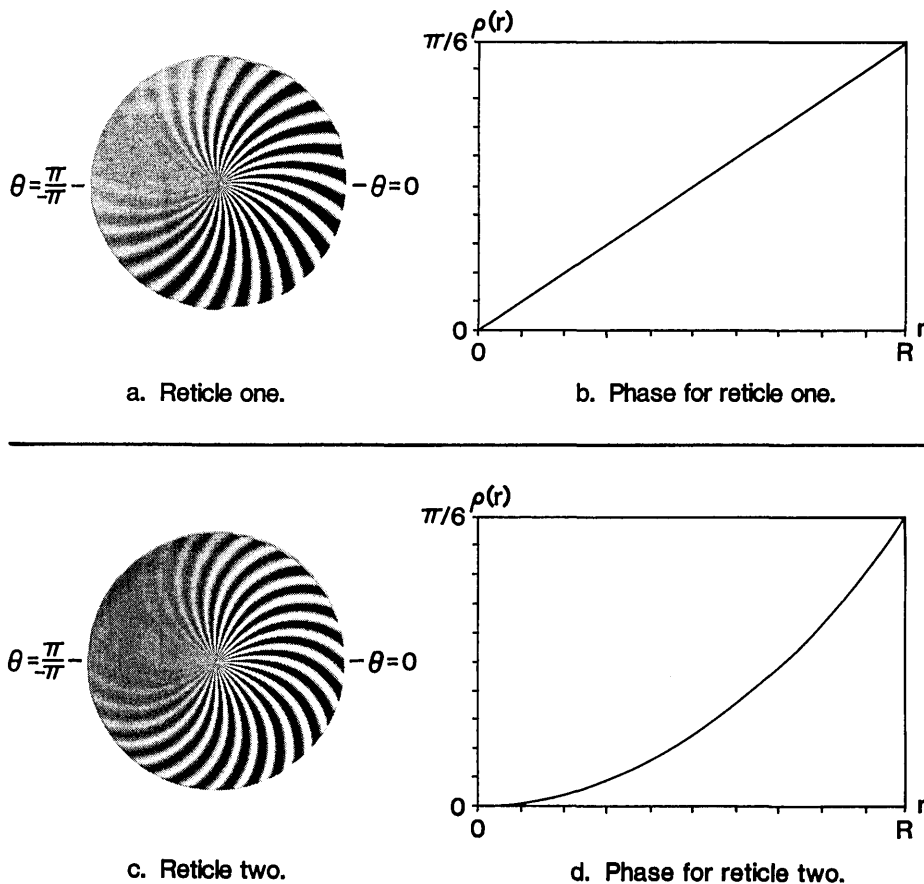 π/6 ρ(r)
θ = π/-π - - θ = 0
0
0 R r
a. Reticle one. b. Phase for reticle one.
π/6 ρ(r)
θ = π/-π - - θ = 0
0
0 R r
c. Reticle two. d. Phase for reticle two.